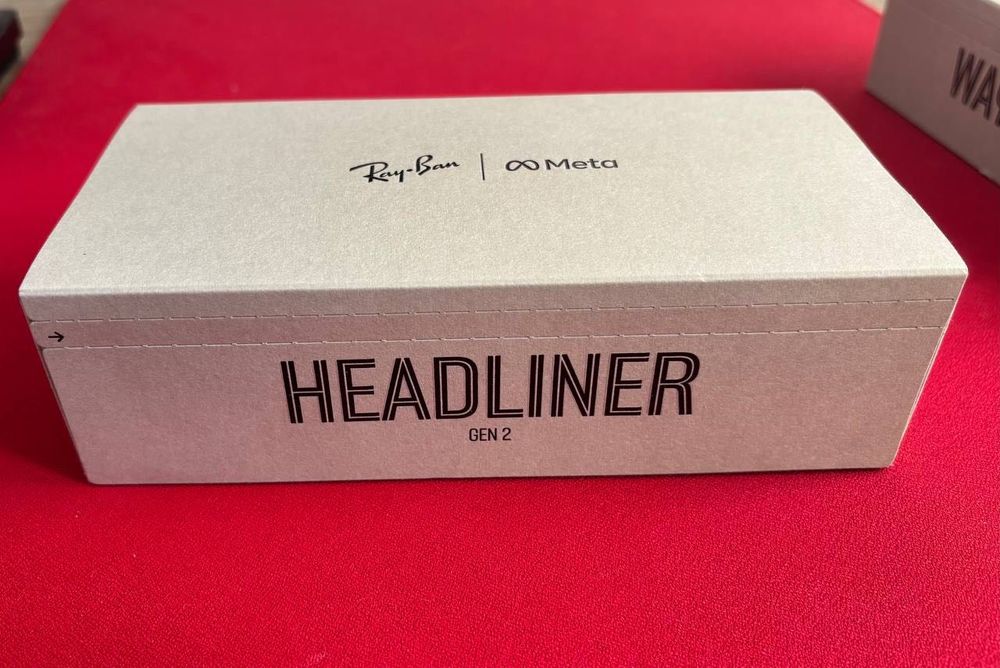 Ray-Ban | Meta
HEADLINER
GEN 2